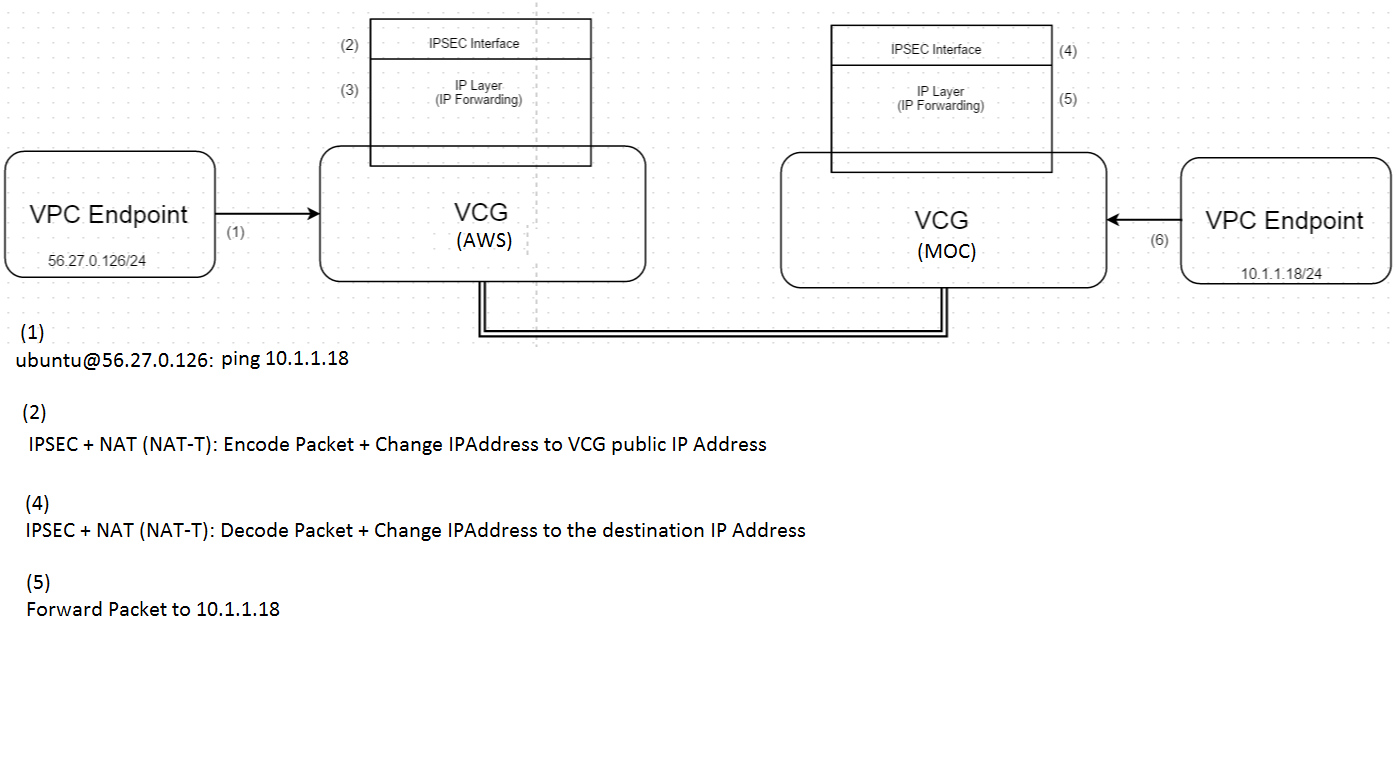 (2)
IPSEC Interface
(3)
IP Layer
(IP Forwarding)
IPSEC Interface
(4)
IP Layer
(IP Forwarding)
(5)
VPC Endpoint
56.27.0.126/24
(1)
VCG
(AWS)
VCG
(MOC)
(6)
VPC Endpoint
10.1.1.18/24
(1)
ubuntu@56.27.0.126: ping 10.1.1.18
(2)
IPSEC + NAT (NAT-T): Encode Packet + Change IPAddress to VCG public IP Address
(4)
IPSEC + NAT (NAT-T): Decode Packet + Change IPAddress to the destination IP Address
(5)
Forward Packet to 10.1.1.18